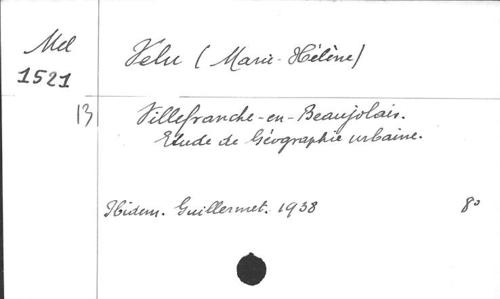 Mel
1521
13
Velu (Marie-Hélène)
Villefranche-en-Beaujolais.
Etude de Géographie urbaine.
Ibidem. Guillermet. 1938 8°